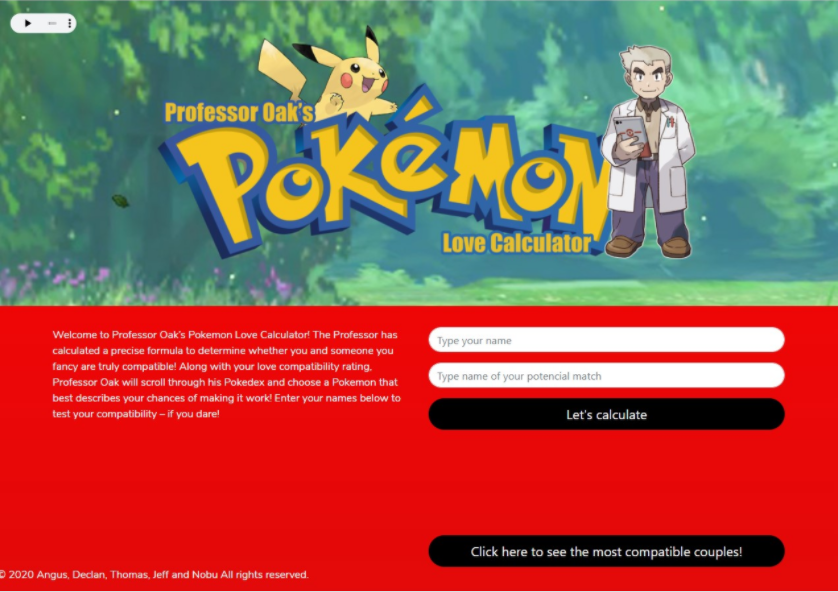 Professor Oak's
POKéMON
Love Calculator
Welcome to Professor Oak's Pokemon Love Calculator! The Professor has
calculated a precise formula to determine whether you and someone you
fancy are truly compatible! Along with your love compatibility rating,
Professor Oak will scroll through his Pokedex and choose a Pokemon that
best describes your chances of making it work! Enter your names below to
test your compatibility – if you dare!
Type your name
Type name of your potencial match
Let's calculate
Click here to see the most compatible couples!
© 2020 Angus, Declan, Thomas, Jeff and Nobu All rights reserved.